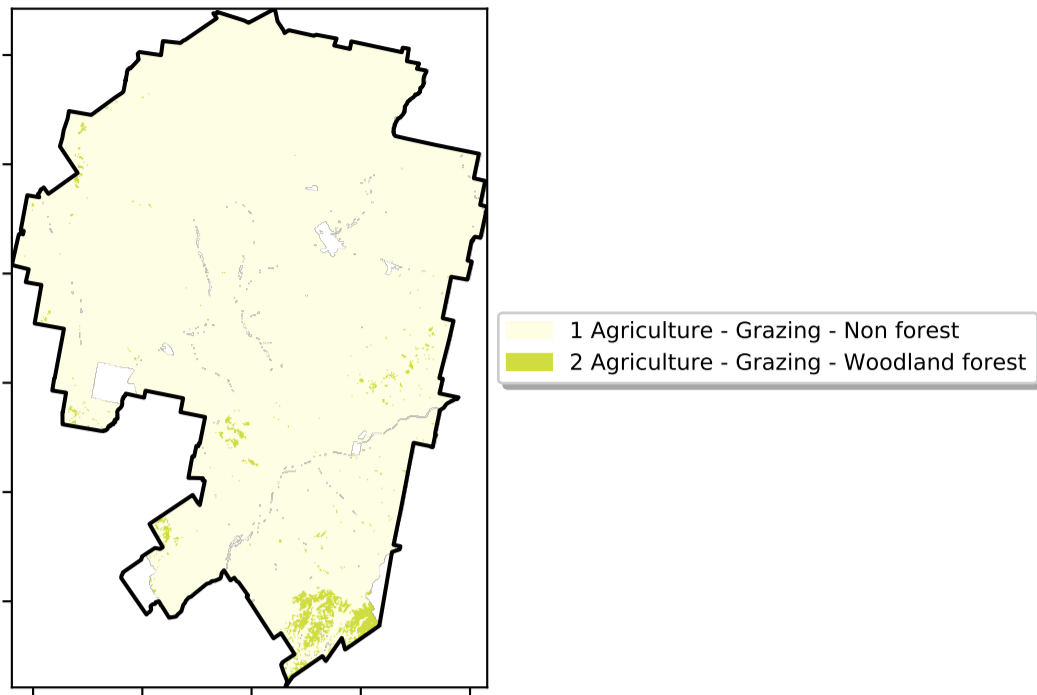 1 Agriculture - Grazing - Non forest
2 Agriculture - Grazing - Woodland forest